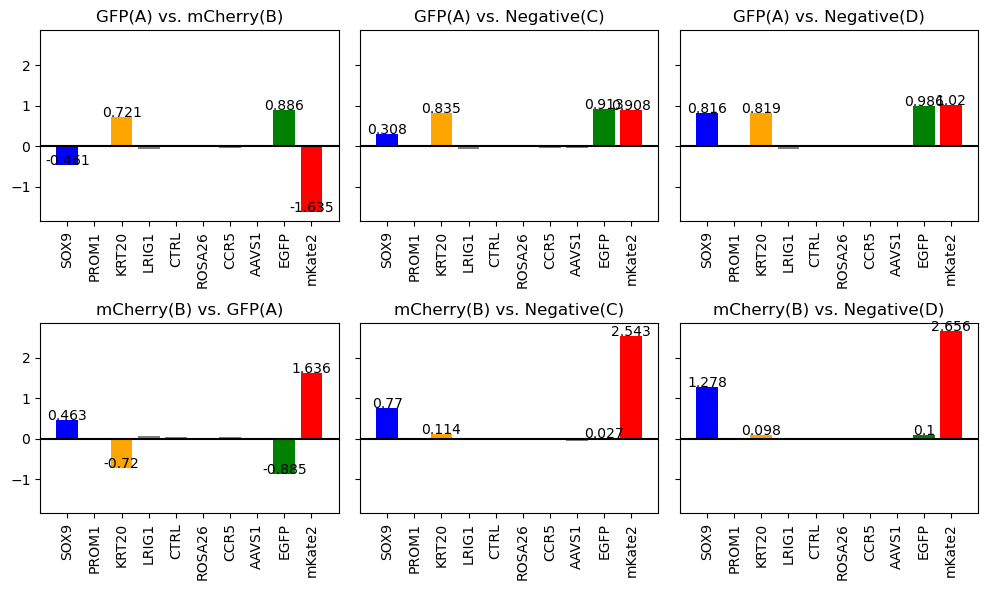 GFP(A) vs. mCherry(B)
GFP(A) vs. Negative(C)
GFP(A) vs. Negative(D)
2
1
0
−1
-0.461
0.721
0.886
-1.635
0.308
0.835
0.913
0.908
0.816
0.819
0.986
1.02
SOX9
PROM1
KRT20
LRIG1
CTRL
ROSA26
CCR5
AAVS1
EGFP
mKate2
SOX9
PROM1
KRT20
LRIG1
CTRL
ROSA26
CCR5
AAVS1
EGFP
mKate2
SOX9
PROM1
KRT20
LRIG1
CTRL
ROSA26
CCR5
AAVS1
EGFP
mKate2
mCherry(B) vs. GFP(A)
mCherry(B) vs. Negative(C)
mCherry(B) vs. Negative(D)
2
1
0
−1
0.463
-0.72
-0.885
1.636
0.77
0.114
0.027
2.543
1.278
0.098
0.1
2.656
SOX9
PROM1
KRT20
LRIG1
CTRL
ROSA26
CCR5
AAVS1
EGFP
mKate2
SOX9
PROM1
KRT20
LRIG1
CTRL
ROSA26
CCR5
AAVS1
EGFP
mKate2
SOX9
PROM1
KRT20
LRIG1
CTRL
ROSA26
CCR5
AAVS1
EGFP
mKate2